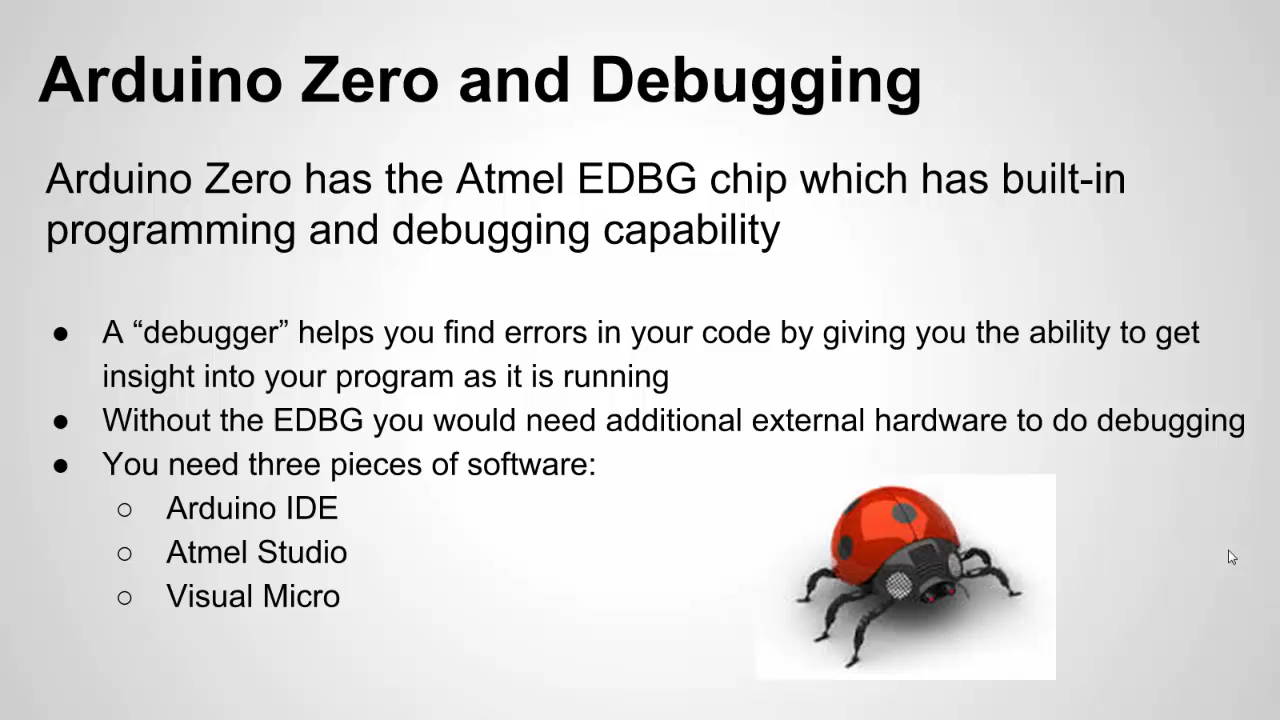 Arduino Zero and Debugging
Arduino Zero has the Atmel EDBG chip which has built-in
programming and debugging capability
● A “debugger” helps you find errors in your code by giving you the ability to get
insight into your program as it is running
● Without the EDBG you would need additional external hardware to do debugging
● You need three pieces of software:
○ Arduino IDE
○ Atmel Studio
○ Visual Micro